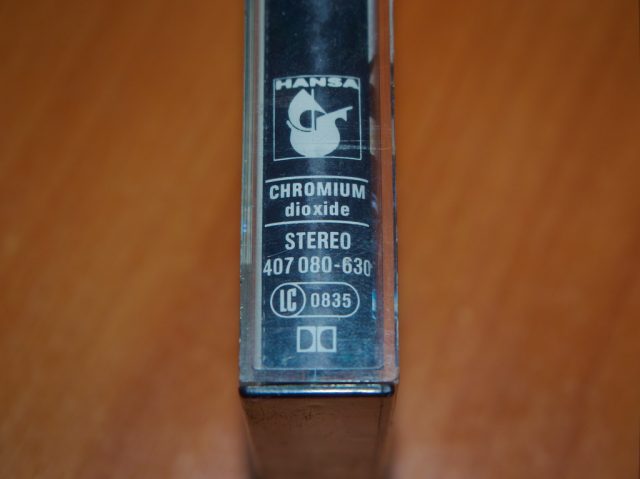 HANSA
CHROMIUM
dioxide
STEREO
407 080-630
LC 0835